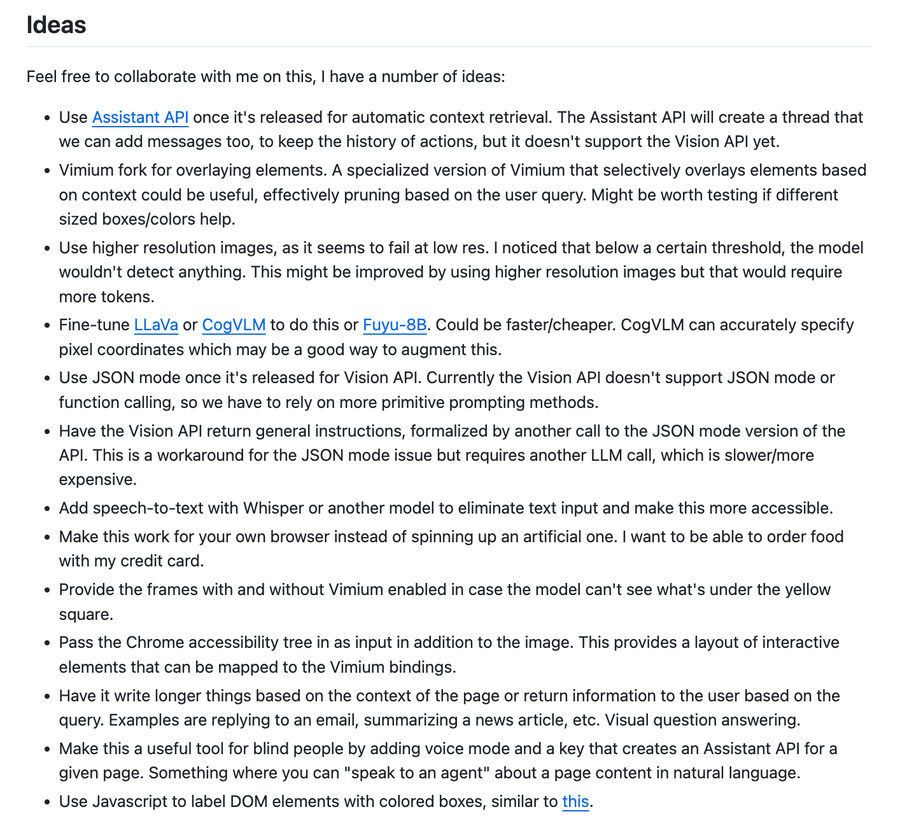 Ideas
Feel free to collaborate with me on this, I have a number of ideas:
• Use Assistant API once it's released for automatic context retrieval. The Assistant API will create a thread that
we can add messages too, to keep the history of actions, but it doesn't support the Vision API yet.
• Vimium fork for overlaying elements. A specialized version of Vimium that selectively overlays elements based
on context could be useful, effectively pruning based on the user query. Might be worth testing if different
sized boxes/colors help.
• Use higher resolution images, as it seems to fail at low res. I noticed that below a certain threshold, the model
wouldn't detect anything. This might be improved by using higher resolution images but that would require
more tokens.
• Fine-tune LLaVa or CogVLM to do this or Fuyu-8B. Could be faster/cheaper. CogVLM can accurately specify
pixel coordinates which may be a good way to augment this.
• Use JSON mode once it's released for Vision API. Currently the Vision API doesn't support JSON mode or
function calling, so we have to rely on more primitive prompting methods.
• Have the Vision API return general instructions, formalized by another call to the JSON mode version of the
API. This is a workaround for the JSON mode issue but requires another LLM call, which is slower/more
expensive.
• Add speech-to-text with Whisper or another model to eliminate text input and make this more accessible.
• Make this work for your own browser instead of spinning up an artificial one. I want to be able to order food
with my credit card.
• Provide the frames with and without Vimium enabled in case the model can't see what's under the yellow
square.
• Pass the Chrome accessibility tree in as input in addition to the image. This provides a layout of interactive
elements that can be mapped to the Vimium bindings.
• Have it write longer things based on the context of the page or return information to the user based on the
query. Examples are replying to an email, summarizing a news article, etc. Visual question answering.
• Make this a useful tool for blind people by adding voice mode and a key that creates an Assistant API for a
given page. Something where you can "speak to an agent" about a page content in natural language.
• Use Javascript to label DOM elements with colored boxes, similar to this.